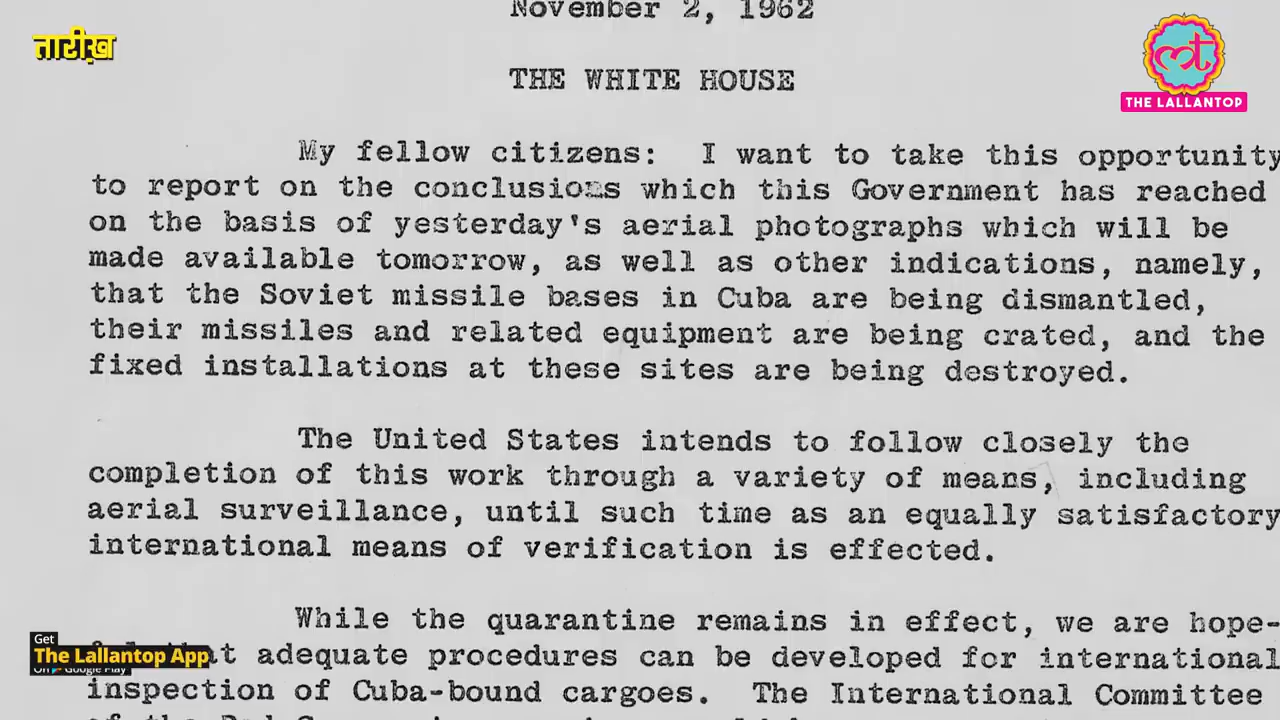 November 2, 1962
तारीख़
THE WHITE HOUSE
THE LALLANTOP
My fellow citizens: I want to take this opportunity
to report on the conclusions which this Government has reached
on the basis of yesterday's aerial photographs which will be
made available tomorrow, as well as other indications, namely,
that the Soviet missile bases in Cuba are being dismantled,
their missiles and related equipment are being crated, and the
fixed installations at these sites are being destroyed.
The United States intends to follow closely the
completion of this work through a variety of means, including
aerial surveillance, until such time as an equally satisfactory
international means of verification is effected.
While the quarantine remains in effect, we are hope-
adequate procedures can be developed for international
inspection of Cuba-bound cargoes. The International Committee
Get
The Lallantop App
On Google Play